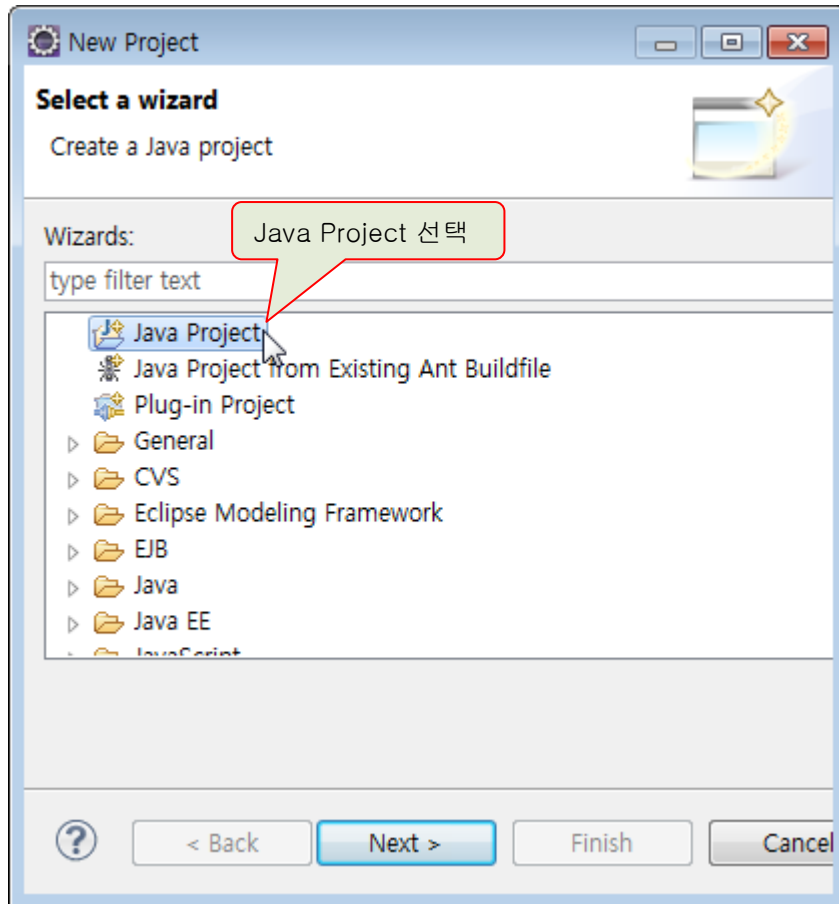 New Project
Select a wizard
Create a Java project
Java Project 선택
Wizards:
type filter text
Java Project
Java Project from Existing Ant Buildfile
Plug-in Project
General
CVS
Eclipse Modeling Framework
EJB
Java
Java EE
JavaScript
< Back
Next >
Finish
Cancel